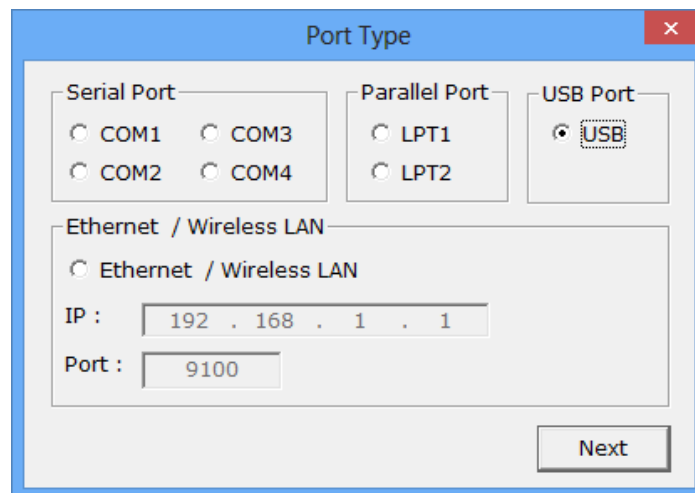 Port Type
Serial Port
COM1 COM3
COM2 COM4
Parallel Port
LPT1
LPT2
USB Port
USB
Ethernet / Wireless LAN
Ethernet / Wireless LAN
IP : 192 . 168 . 1 . 1
Port : 9100
Next